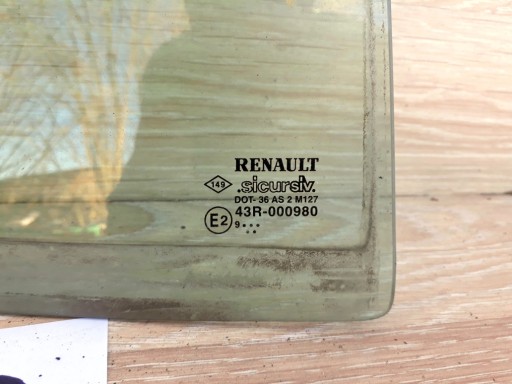 RENAULT
149 .sicursiv.
DOT- 36 AS 2 M127
E2 43R-000980
9